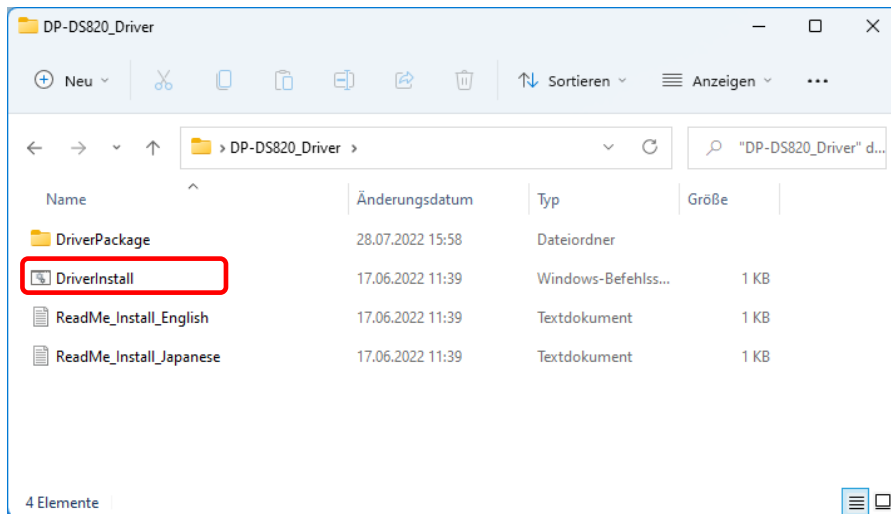 DP-DS820_Driver
Neu Sortieren Anzeigen ...
> DP-DS820_Driver > "DP-DS820_Driver" d...
Name Änderungsdatum Typ Größe
DriverPackage 28.07.2022 15:58 Dateiordner
DriverInstall 17.06.2022 11:39 Windows-Befehlss... 1 KB
ReadMe_Install_English 17.06.2022 11:39 Textdokument 1 KB
ReadMe_Install_Japanese 17.06.2022 11:39 Textdokument 1 KB
4 Elemente